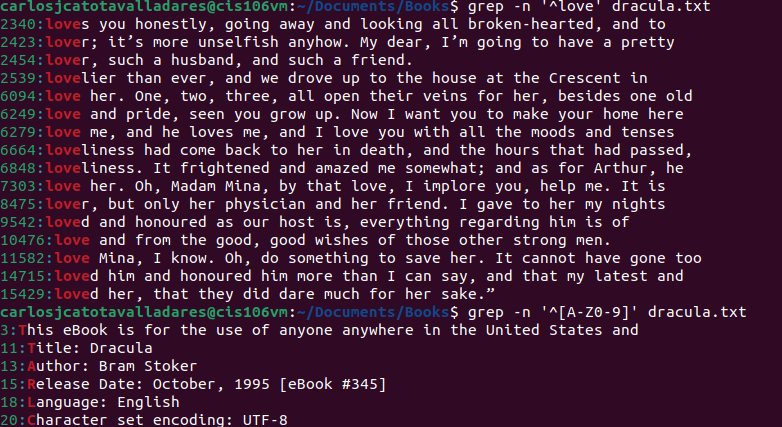 carlosjcatotavalladares@cis106vm:~/Documents/Books$ grep -n '^love' dracula.txt
2340:loves you honestly, going away and looking all broken-hearted, and to
2423:lover; it’s more unselfish anyhow. My dear, I’m going to have a pretty
2454:lover, such a husband, and such a friend.
2539:lovelier than ever, and we drove up to the house at the Crescent in
6094:love her. One, two, three, all open their veins for her, besides one old
6249:love and pride, seen you grow up. Now I want you to make your home here
6279:love me, and he loves me, and I love you with all the moods and tenses
6664:loveliness had come back to her in death, and the hours that had passed,
6848:loveliness. It frightened and amazed me somewhat; and as for Arthur, he
7303:love her. Oh, Madam Mina, by that love, I implore you, help me. It is
8475:lover, but only her physician and her friend. I gave to her my nights
9542:loved and honoured as our host is, everything regarding him is of
10476:love and from the good, good wishes of those other strong men.
11582:love Mina, I know. Oh, do something to save her. It cannot have gone too
14715:loved him and honoured him more than I can say, and that my latest and
15429:loved her, that they did dare much for her sake.”
carlosjcatotavalladares@cis106vm:~/Documents/Books$ grep -n '^[A-Z0-9]' dracula.txt
3:This eBook is for the use of anyone anywhere in the United States and
11:Title: Dracula
13:Author: Bram Stoker
15:Release Date: October, 1995 [eBook #345]
18:Language: English
20:Character set encoding: UTF-8